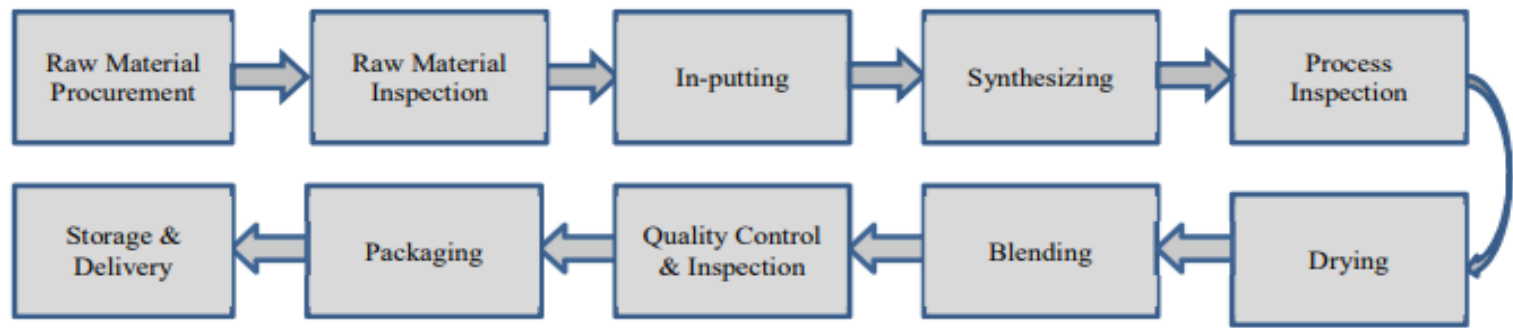 Raw Material
Procurement
Raw Material
Inspection
In-putting
Synthesizing
Process
Inspection
Drying
Blending
Quality Control
& Inspection
Packaging
Storage &
Delivery